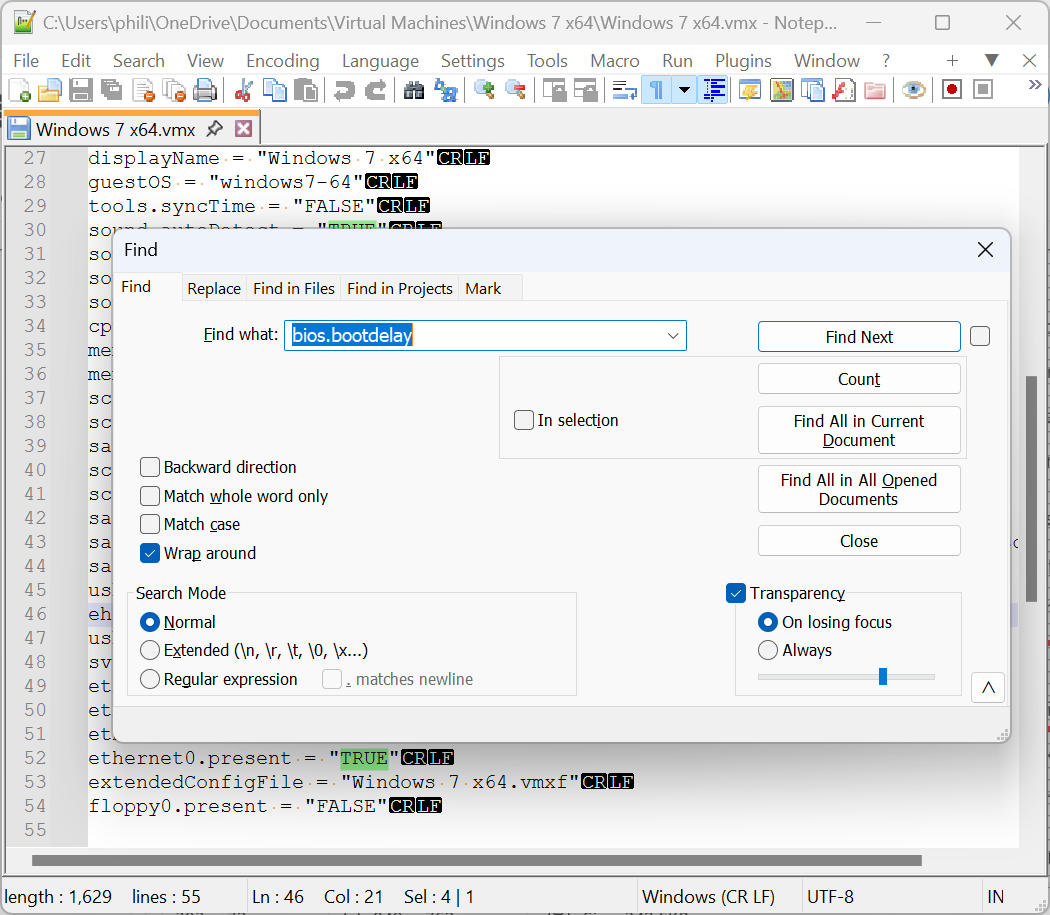 C:\Users\phili\OneDrive\Documents\Virtual Machines\Windows 7 x64\Windows 7 x64.vmx - Notep...
File Edit Search View Encoding Language Settings Tools Macro Run Plugins Window ? + ▼ X
Windows 7 x64.vmx
27 displayName = "Windows 7 x64"CRLF
28 guestOS = "windows7-64"CRLF
29 tools.syncTime = "FALSE"CRLF
30 sound.autoDetect = "TRUE"CRLF
31 so
32 so
33 so
34 cp
35 me
36 me
37 sc
38 sc
39 sa
40 sc
41 sc
42 sa
43 sa
44 sa
45 us
46 eh
47 us
48 sv
49 et
50 et
51 et
52 ethernet0.present = "TRUE"CRLF
53 extendedConfigFile = "Windows 7 x64.vmxf"CRLF
54 floppy0.present = "FALSE"CRLF
55
Find
Find Replace Find in Files Find in Projects Mark
Find what: bios.bootdelay Find Next
Count
In selection
Find All in Current
Document
Backward direction
Find All in All Opened
Documents
Match whole word only
Match case
Close
Wrap around
Search Mode
Transparency
Normal
On losing focus
Extended (\n, \r, \t, \0, \x...)
Always
Regular expression
. matches newline
length : 1,629 lines : 55 Ln : 46 Col : 21 Sel : 4 | 1 Windows (CR LF) UTF-8 IN